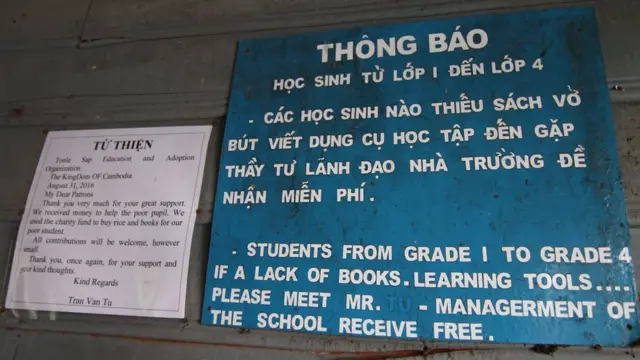 TỪ THIỆN
Tonle Sap Education and Adoption
Organisation
The KingDom OF Cambodia
August 31, 2016
My Dear Patrons
Thank you very much for your great support.
We received money to help the poor pupil. We
used the charity fund to buy rice and books for our
poor student.
All contributions will be welcome, however
small.
Thank you, once again, for your support and
your kind thoughts.
Kind Regards
Tran Van Tu
THÔNG BÁO
HỌC SINH TỪ LỚP 1 ĐẾN LỚP 4
- CÁC HỌC SINH NÀO THIẾU SÁCH VỞ
BÚT VIẾT DỤNG CỤ HỌC TẬP ĐẾN GẶP
THẦY TƯ LÃNH ĐẠO NHÀ TRƯỜNG ĐỀ
NHẬN MIỄN PHÍ.
- STUDENTS FROM GRADE 1 TO GRADE 4
IF A LACK OF BOOKS. LEARNING TOOLS....
PLEASE MEET MR. TU - MANAGERMENT OF
THE SCHOOL RECEIVE FREE.